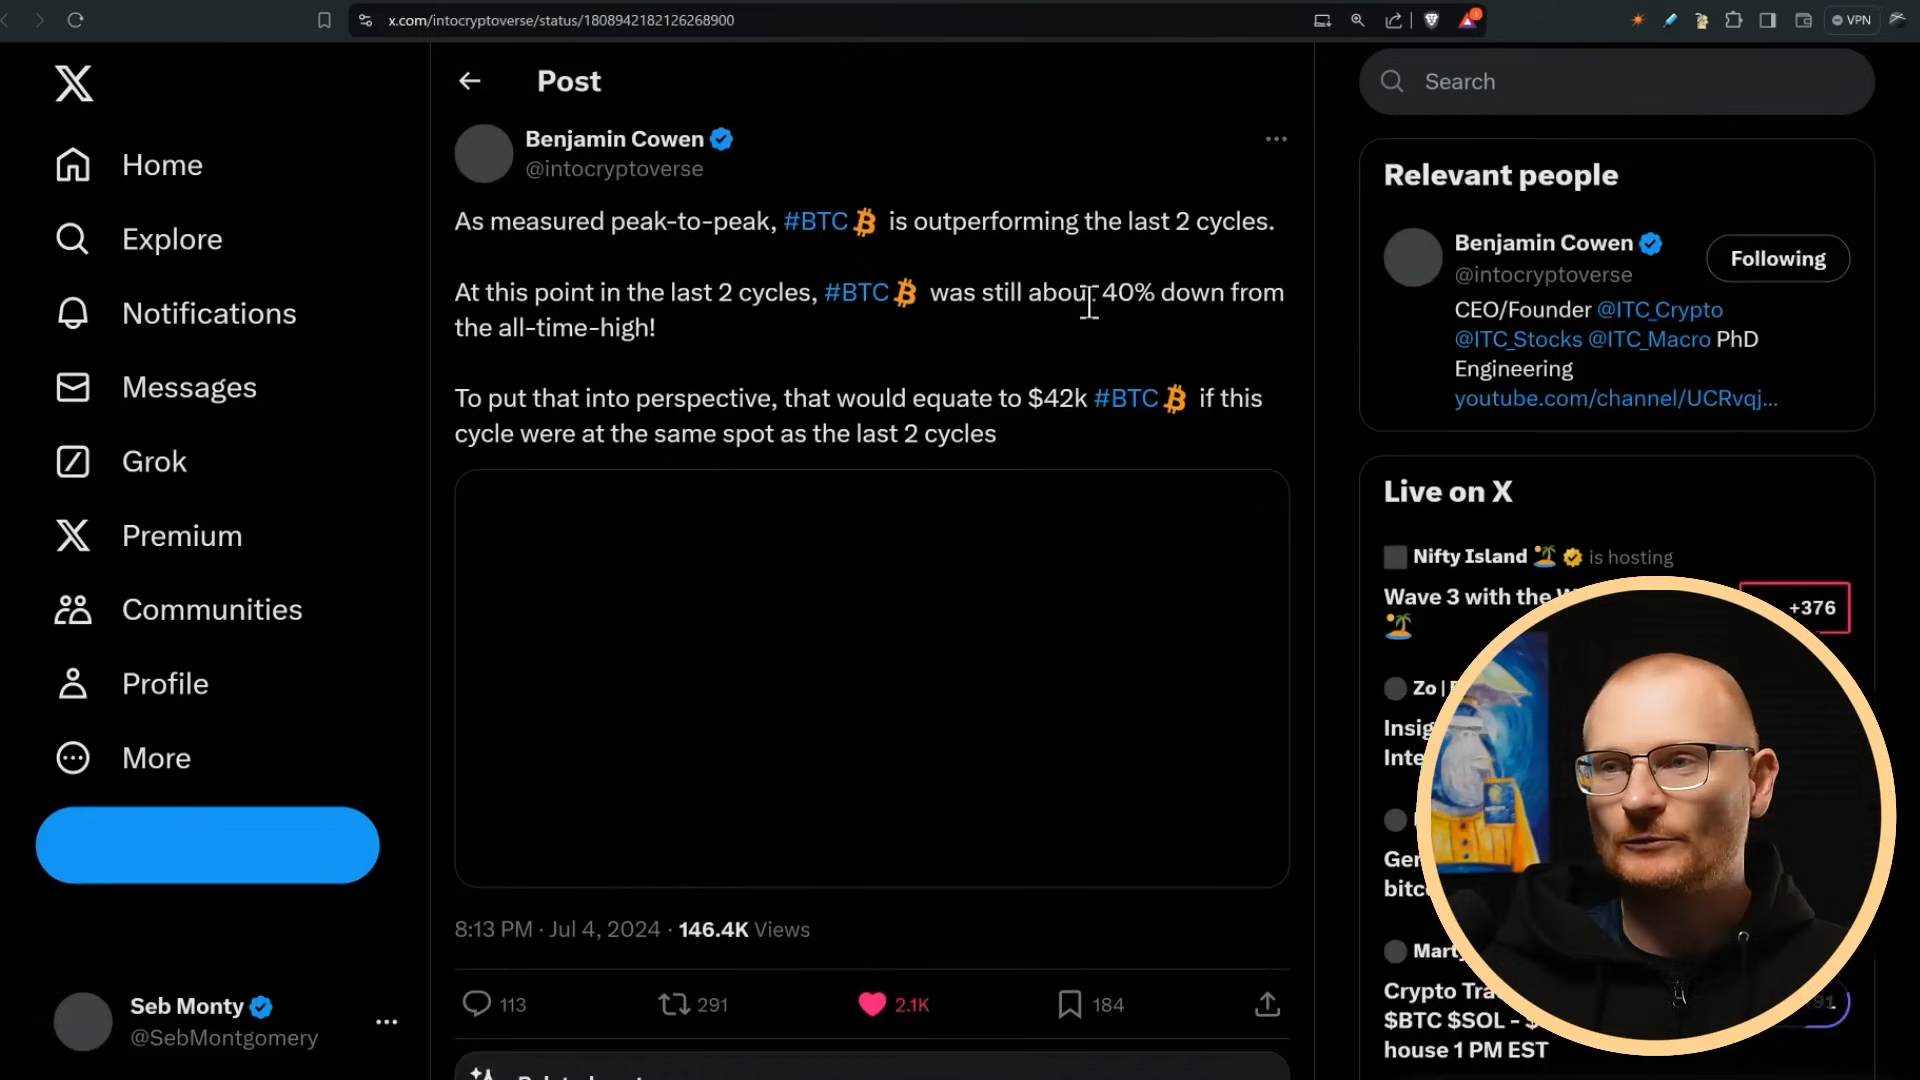 x.com/intocryptoverse/status/1808942182126268900
VPN
Post
Search
Home
Explore
Notifications
Messages
Grok
Premium
Communities
Profile
More
Seb Monty
@SebMontgomery
Benjamin Cowen
@intocryptoverse
As measured peak-to-peak, #BTC is outperforming the last 2 cycles.
At this point in the last 2 cycles, #BTC was still about 40% down from
the all-time-high!
To put that into perspective, that would equate to $42k #BTC if this
cycle were at the same spot as the last 2 cycles
8:13 PM · Jul 4, 2024 · 146.4K Views
113 291 2.1K 184
Relevant people
Benjamin Cowen
@intocryptoverse
Following
CEO/Founder @ITC_Crypto
@ITC_Stocks @ITC_Macro PhD
Engineering
youtube.com/channel/UCRvqj...
Live on X
Nifty Island is hosting
Wave 3 with the
+376
Zo |
bitc
Crypto
$BTC $SOL -
house 1 PM EST